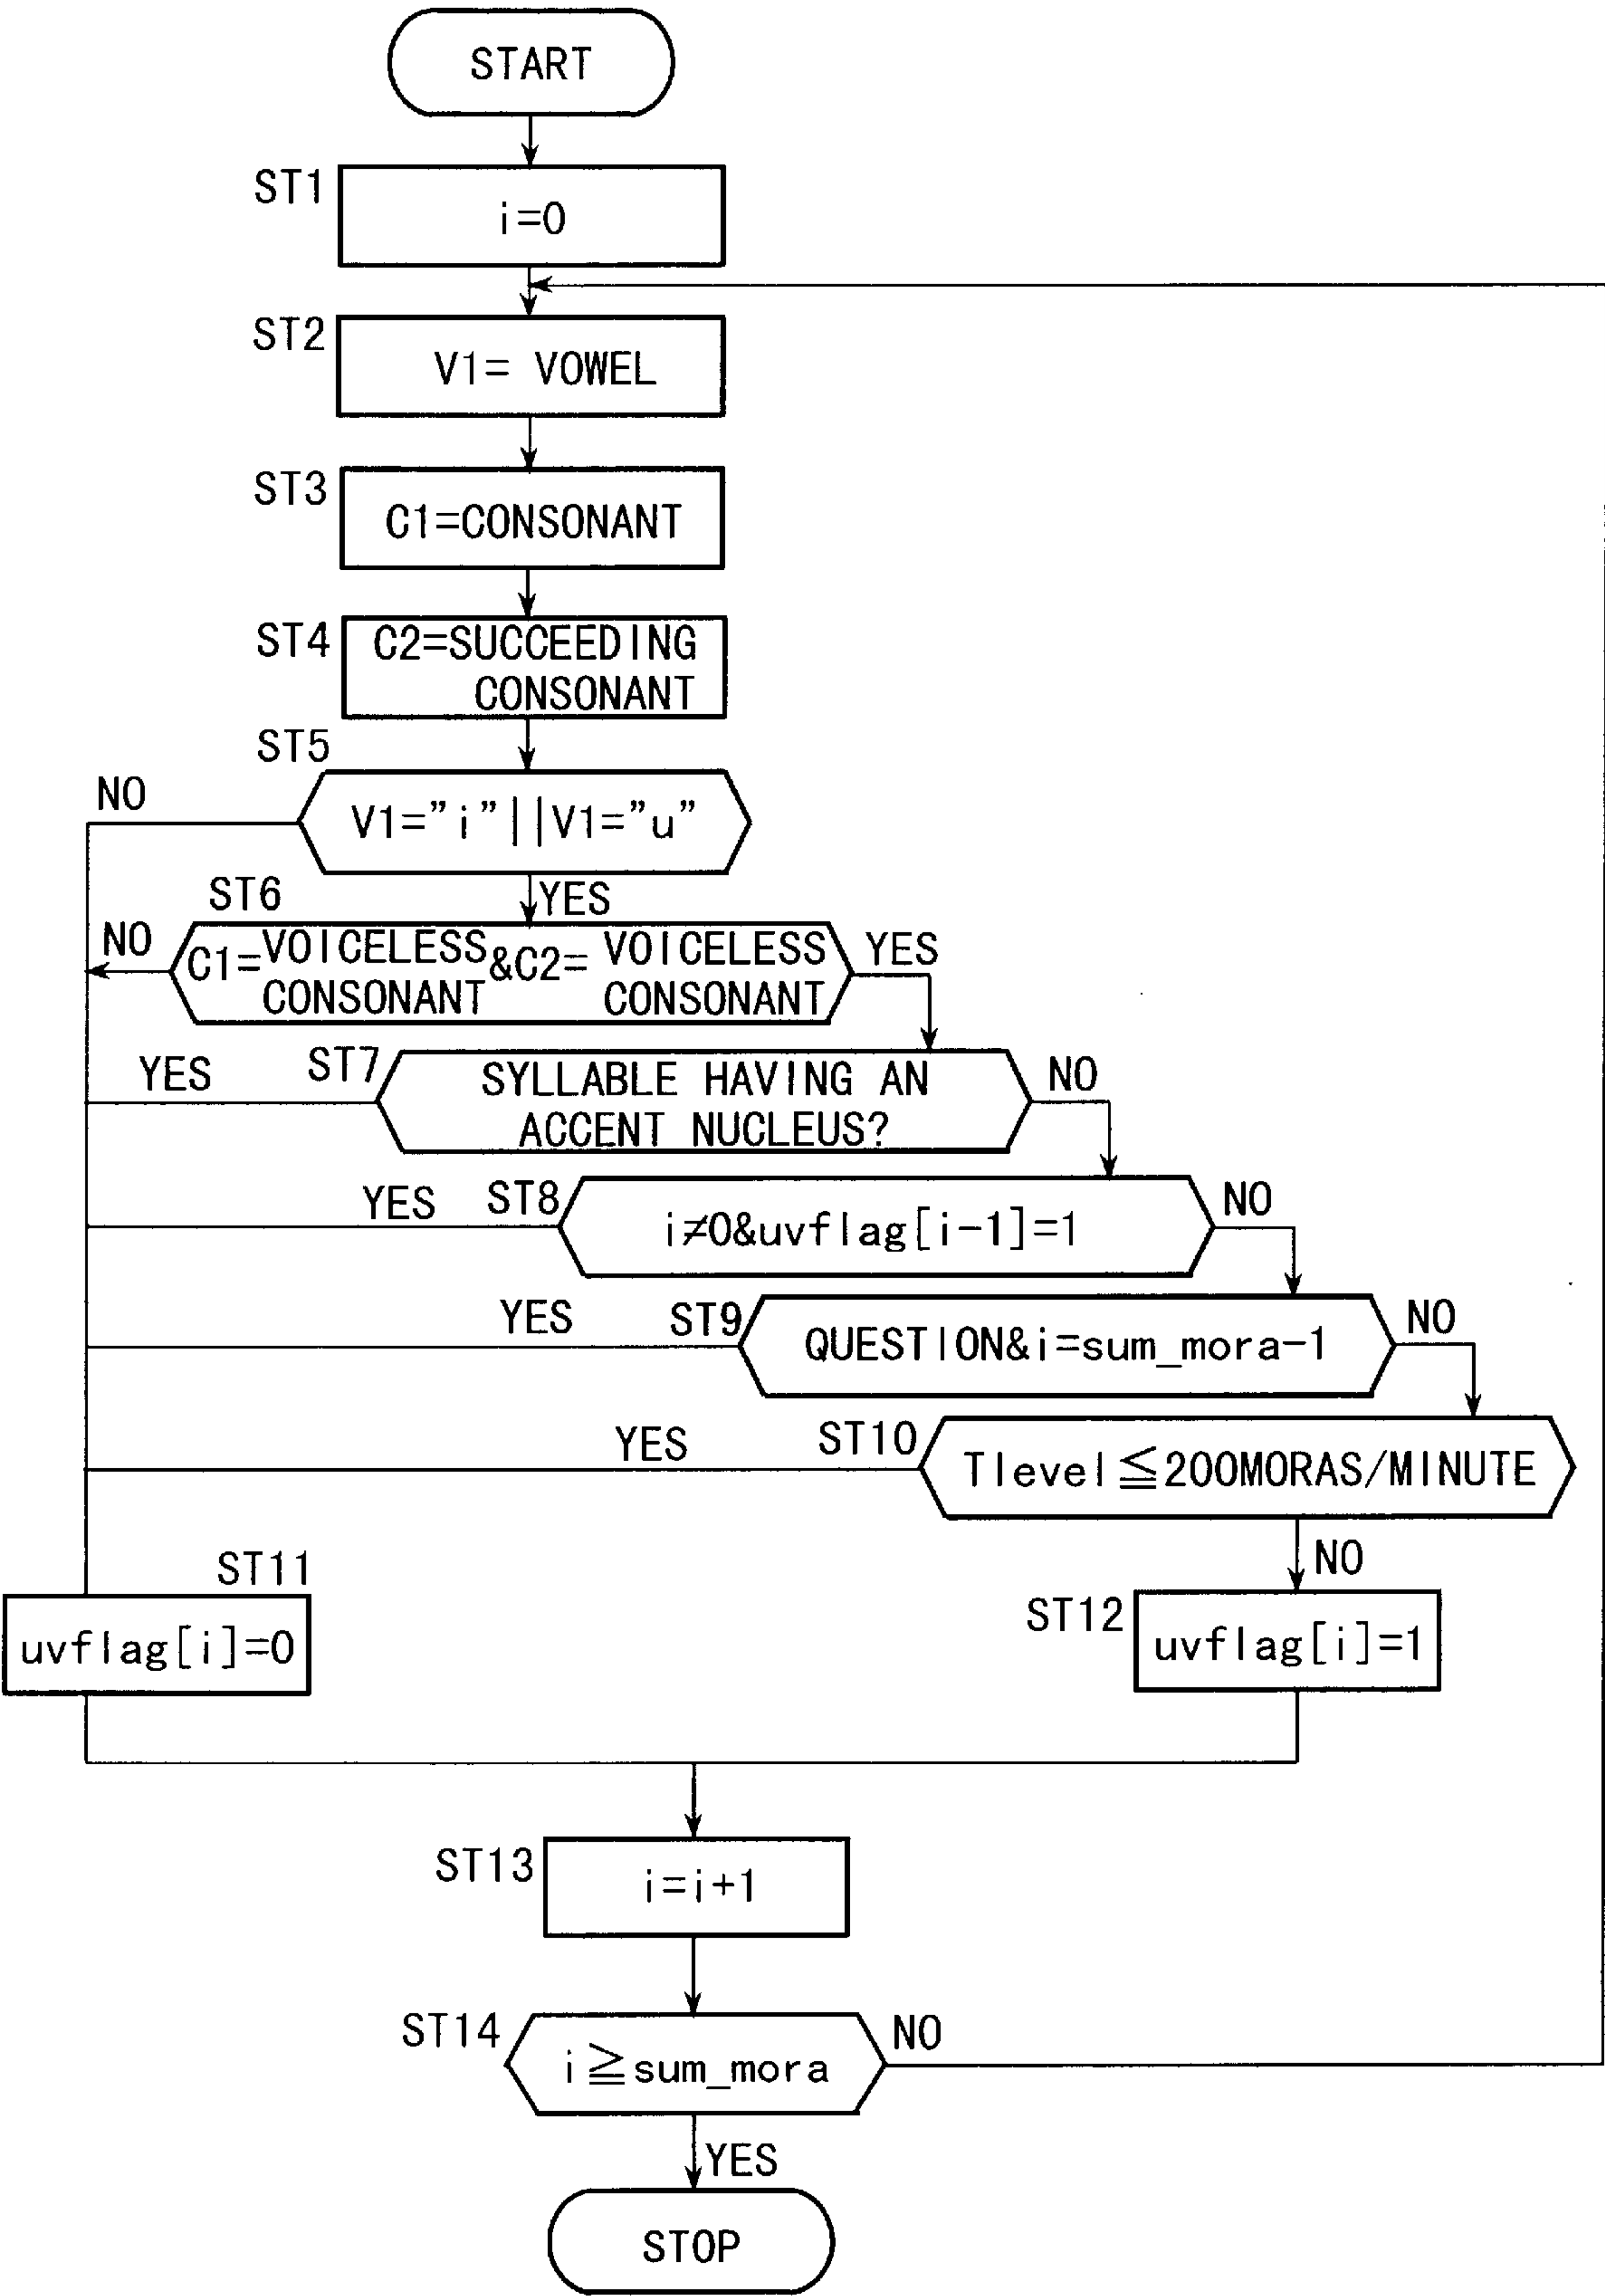 START
ST1
i=0
ST2
V1= VOWEL
ST3
C1=CONSONANT
ST4
C2=SUCCEEDING
CONSONANT
ST5
NO
V1="i"||V1="u"
YES
ST6
NO
C1=VOICELESS CONSONANT&C2= VOICELESS CONSONANT
YES
ST7
YES
SYLLABLE HAVING AN
ACCENT NUCLEUS?
NO
ST8
YES
i≠0&uvflag[i-1]=1
NO
ST9
YES
QUESTION&i=sum_mora-1
NO
ST10
YES
Tlevel≦200MORAS/MINUTE
NO
ST11
uvflag[i]=0
ST12
uvflag[i]=1
ST13
i=i+1
ST14
i≧sum_mora
NO
YES
STOP